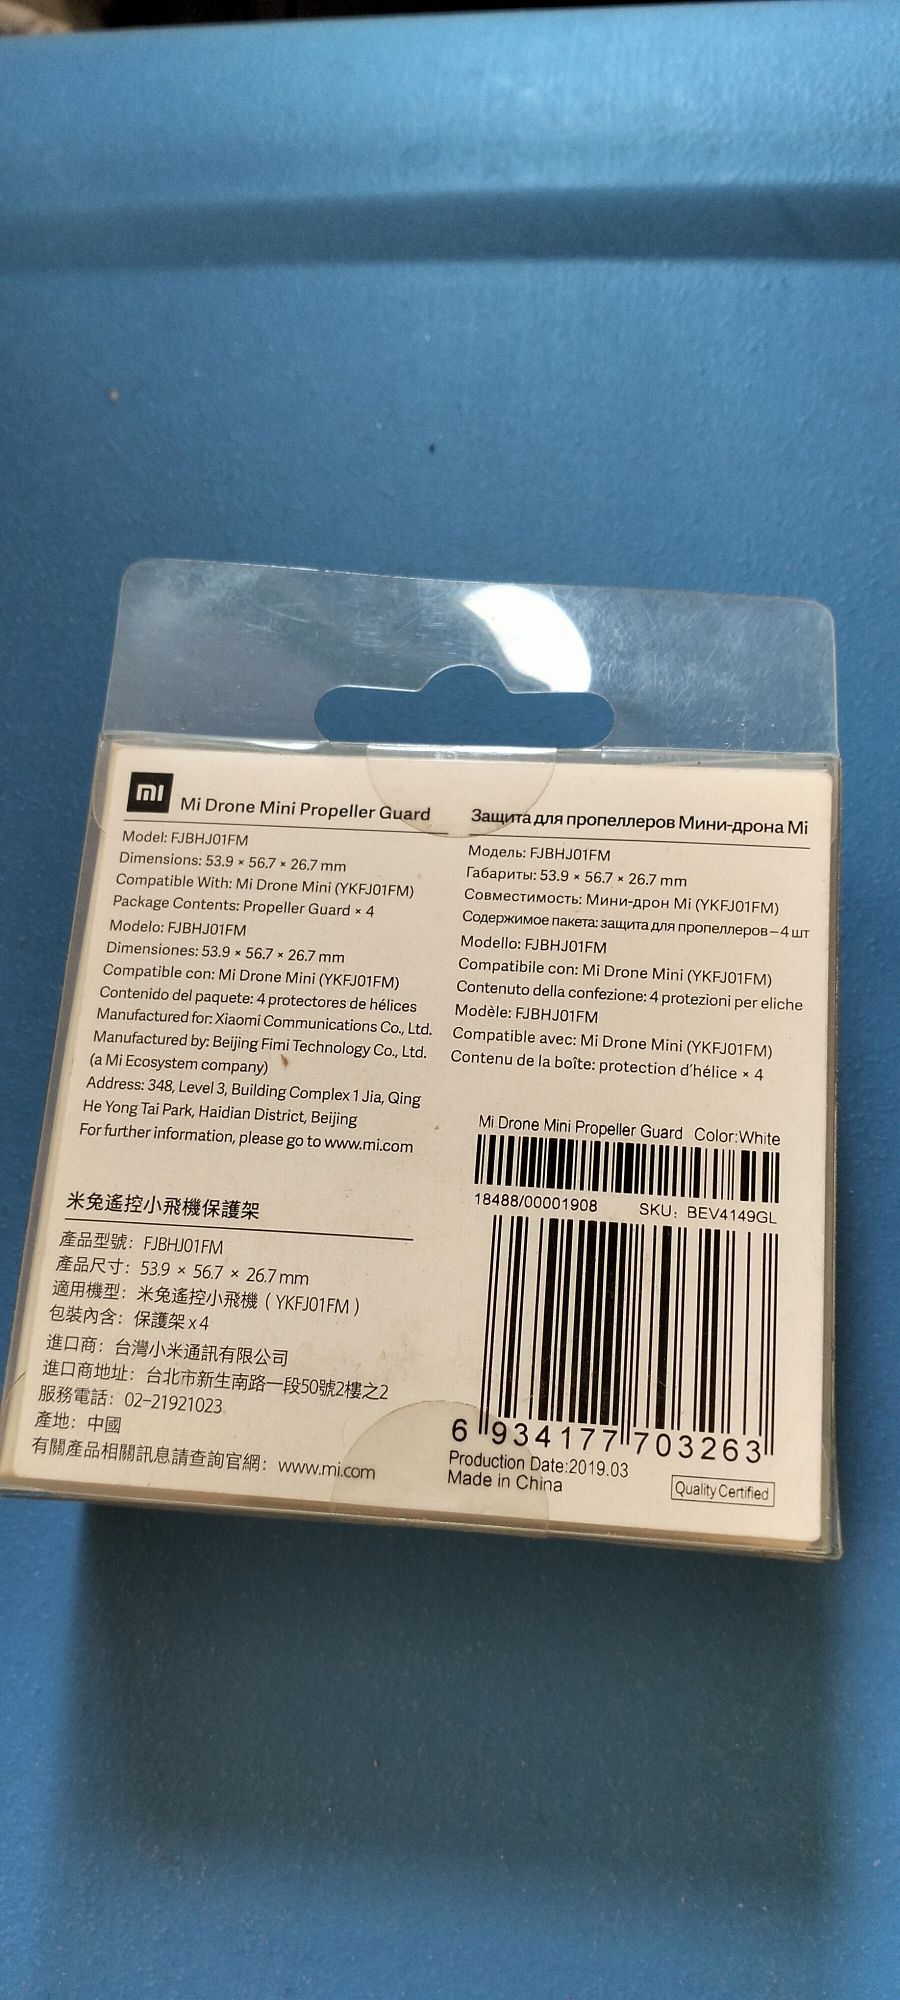 mi
Mi Drone Mini Propeller Guard
Model: FJBHJ01FM
Dimensions: 53.9 × 56.7 × 26.7 mm
Compatible With: Mi Drone Mini (YKFJ01FM)
Package Contents: Propeller Guard × 4
Modelo: FJBHJ01FM
Dimensiones: 53.9 × 56.7 × 26.7 mm
Compatible con: Mi Drone Mini (YKFJ01FM)
Contenido del paquete: 4 protectores de hélices
Manufactured for: Xiaomi Communications Co., Ltd.
Manufactured by: Beijing Fimi Technology Co., Ltd.
(a Mi Ecosystem company)
Address: 348, Level 3, Building Complex 1 Jia, Qing
He Yong Tai Park, Haidian District, Beijing
For further information, please go to www.mi.com
Защита для пропеллеров Мини-дрона Mi
Модель: FJBHJ01FM
Габариты: 53.9 × 56.7 × 26.7 mm
Совместимость: Мини-дрон Mi (YKFJ01FM)
Содержимое пакета: защита для пропеллеров – 4 шт
Modello: FJBHJ01FM
Compatibile con: Mi Drone Mini (YKFJ01FM)
Contenuto della confezione: 4 protezioni per eliche
Modèle: FJBHJ01FM
Compatible avec: Mi Drone Mini (YKFJ01FM)
Contenu de la boîte: protection d'hélice × 4
米兔遙控小飛機保護架
產品型號：FJBHJ01FM
產品尺寸：53.9 × 56.7 × 26.7 mm
適用機型：米兔遙控小飛機（YKFJ01FM）
包裝內含：保護架 x 4
進口商：台灣小米通訊有限公司
進口商地址：台北市新生南路一段50號2樓之2
服務電話：02-21921023
產地：中國
有關產品相關訊息請查詢官網：www.mi.com
Mi Drone Mini Propeller Guard Color:White
18488/00001908 SKU: BEV4149GL
6 934177 703263
Production Date:2019.03
Made in China
Quality Certified